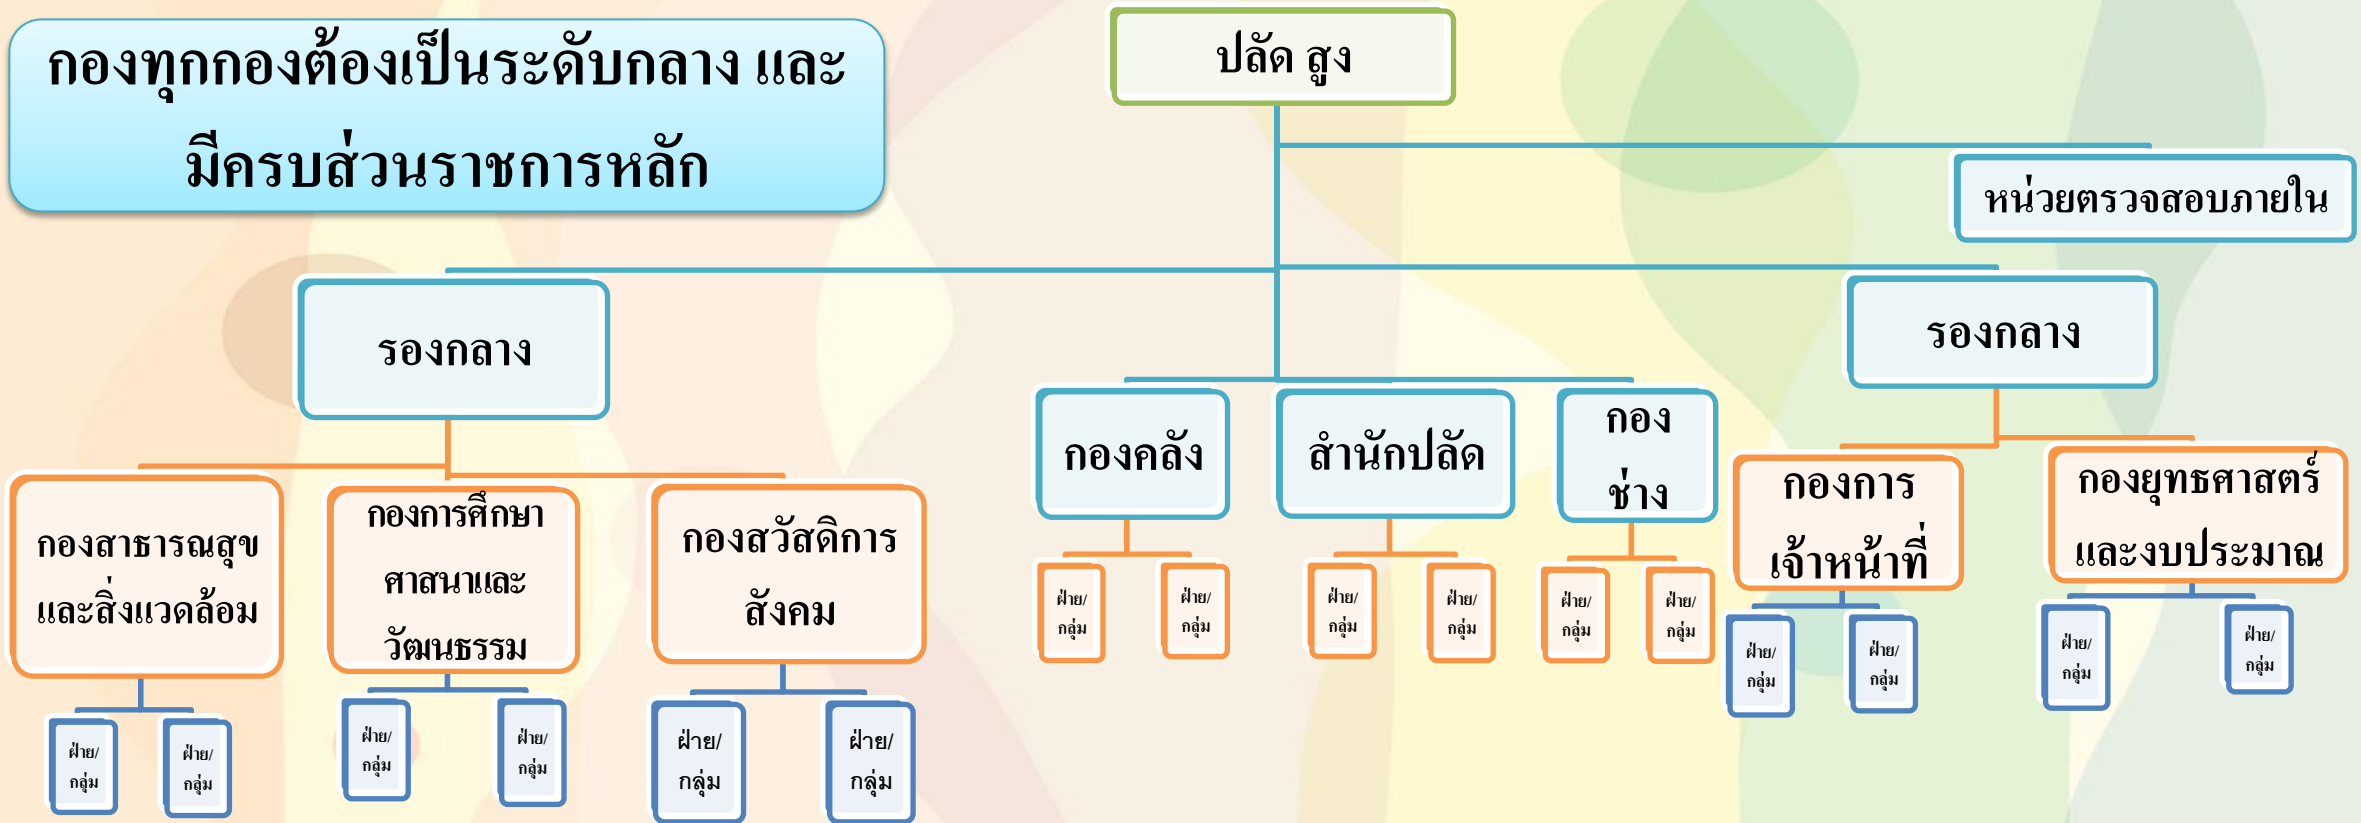 กองทุกกองต้องเป็นระดับกลาง และ
มีครบส่วนราชการหลัก
ปลัด สูง
หน่วยตรวจสอบภายใน
รองกลาง
รองกลาง
กองคลัง
สำนักปลัด
กอง
ช่าง
กองการ
เจ้าหน้าที่
กองยุทธศาสตร์
และงบประมาณ
กองสาธารณสุข
และสิ่งแวดล้อม
กองการศึกษา
ศาสนาและ
วัฒนธรรม
กองสวัสดิการ
สังคม
ฝ่าย/
กลุ่ม
ฝ่าย/
กลุ่ม
ฝ่าย/
กลุ่ม
ฝ่าย/
กลุ่ม
ฝ่าย/
กลุ่ม
ฝ่าย/
กลุ่ม
ฝ่าย/
กลุ่ม
ฝ่าย/
กลุ่ม
ฝ่าย/
กลุ่ม
ฝ่าย/
กลุ่ม
ฝ่าย/
กลุ่ม
ฝ่าย/
กลุ่ม
ฝ่าย/
กลุ่ม
ฝ่าย/
กลุ่ม
ฝ่าย/
กลุ่ม
ฝ่าย/
กลุ่ม